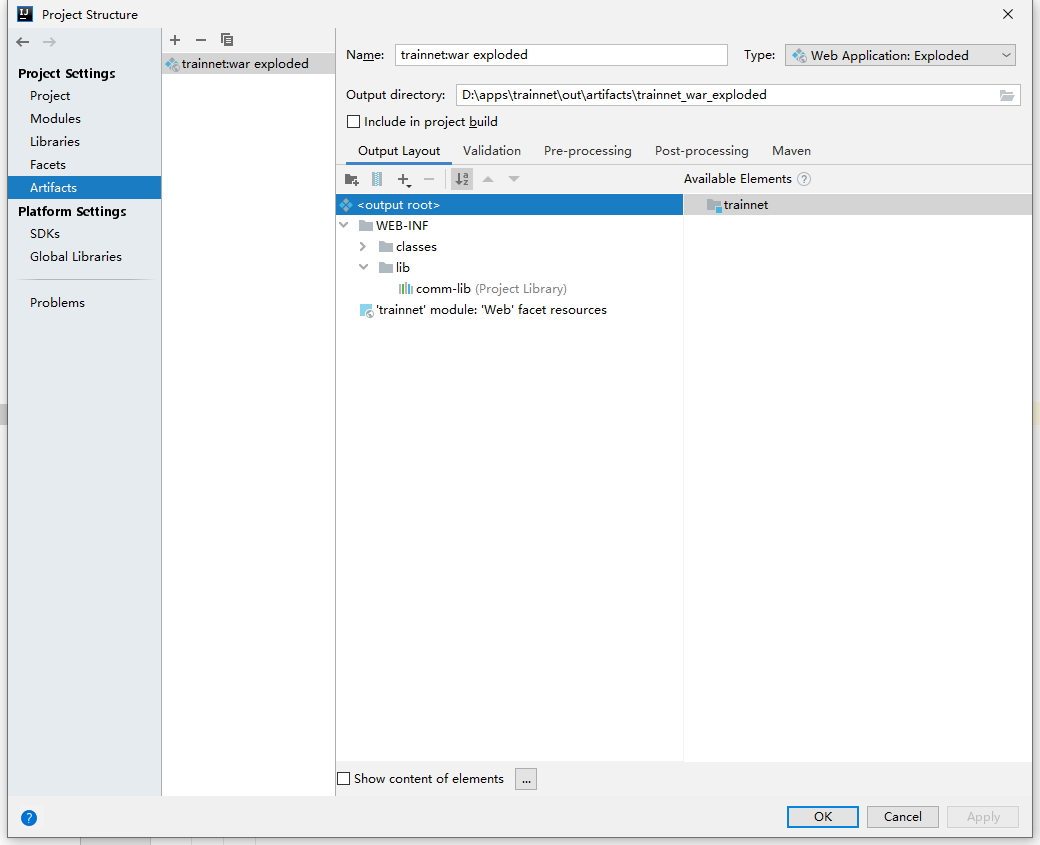 Project Structure
Project Settings
Project
Modules
Libraries
Facets
Artifacts
Platform Settings
SDKs
Global Libraries
Problems
trainnet:war exploded
Name: trainnet:war exploded Type: Web Application: Exploded
Output directory: D:\apps\trainnet\out\artifacts\trainnet_war_exploded
Include in project build
Output Layout Validation Pre-processing Post-processing Maven
Available Elements ?
<output root> trainnet
WEB-INF
classes
lib
comm-lib (Project Library)
'trainnet' module: 'Web' facet resources
Show content of elements ...
? OK Cancel Apply